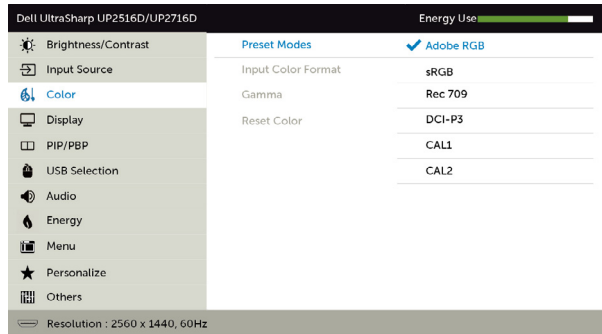 Dell UltraSharp UP2516D/UP2716D Energy Use
Brightness/Contrast Preset Modes Adobe RGB
Input Source Input Color Format sRGB
Color Gamma Rec 709
Display Reset Color DCI-P3
PIP/PBP CAL1
USB Selection CAL2
Audio
Energy
Menu
Personalize
Others
Resolution : 2560 x 1440, 60Hz